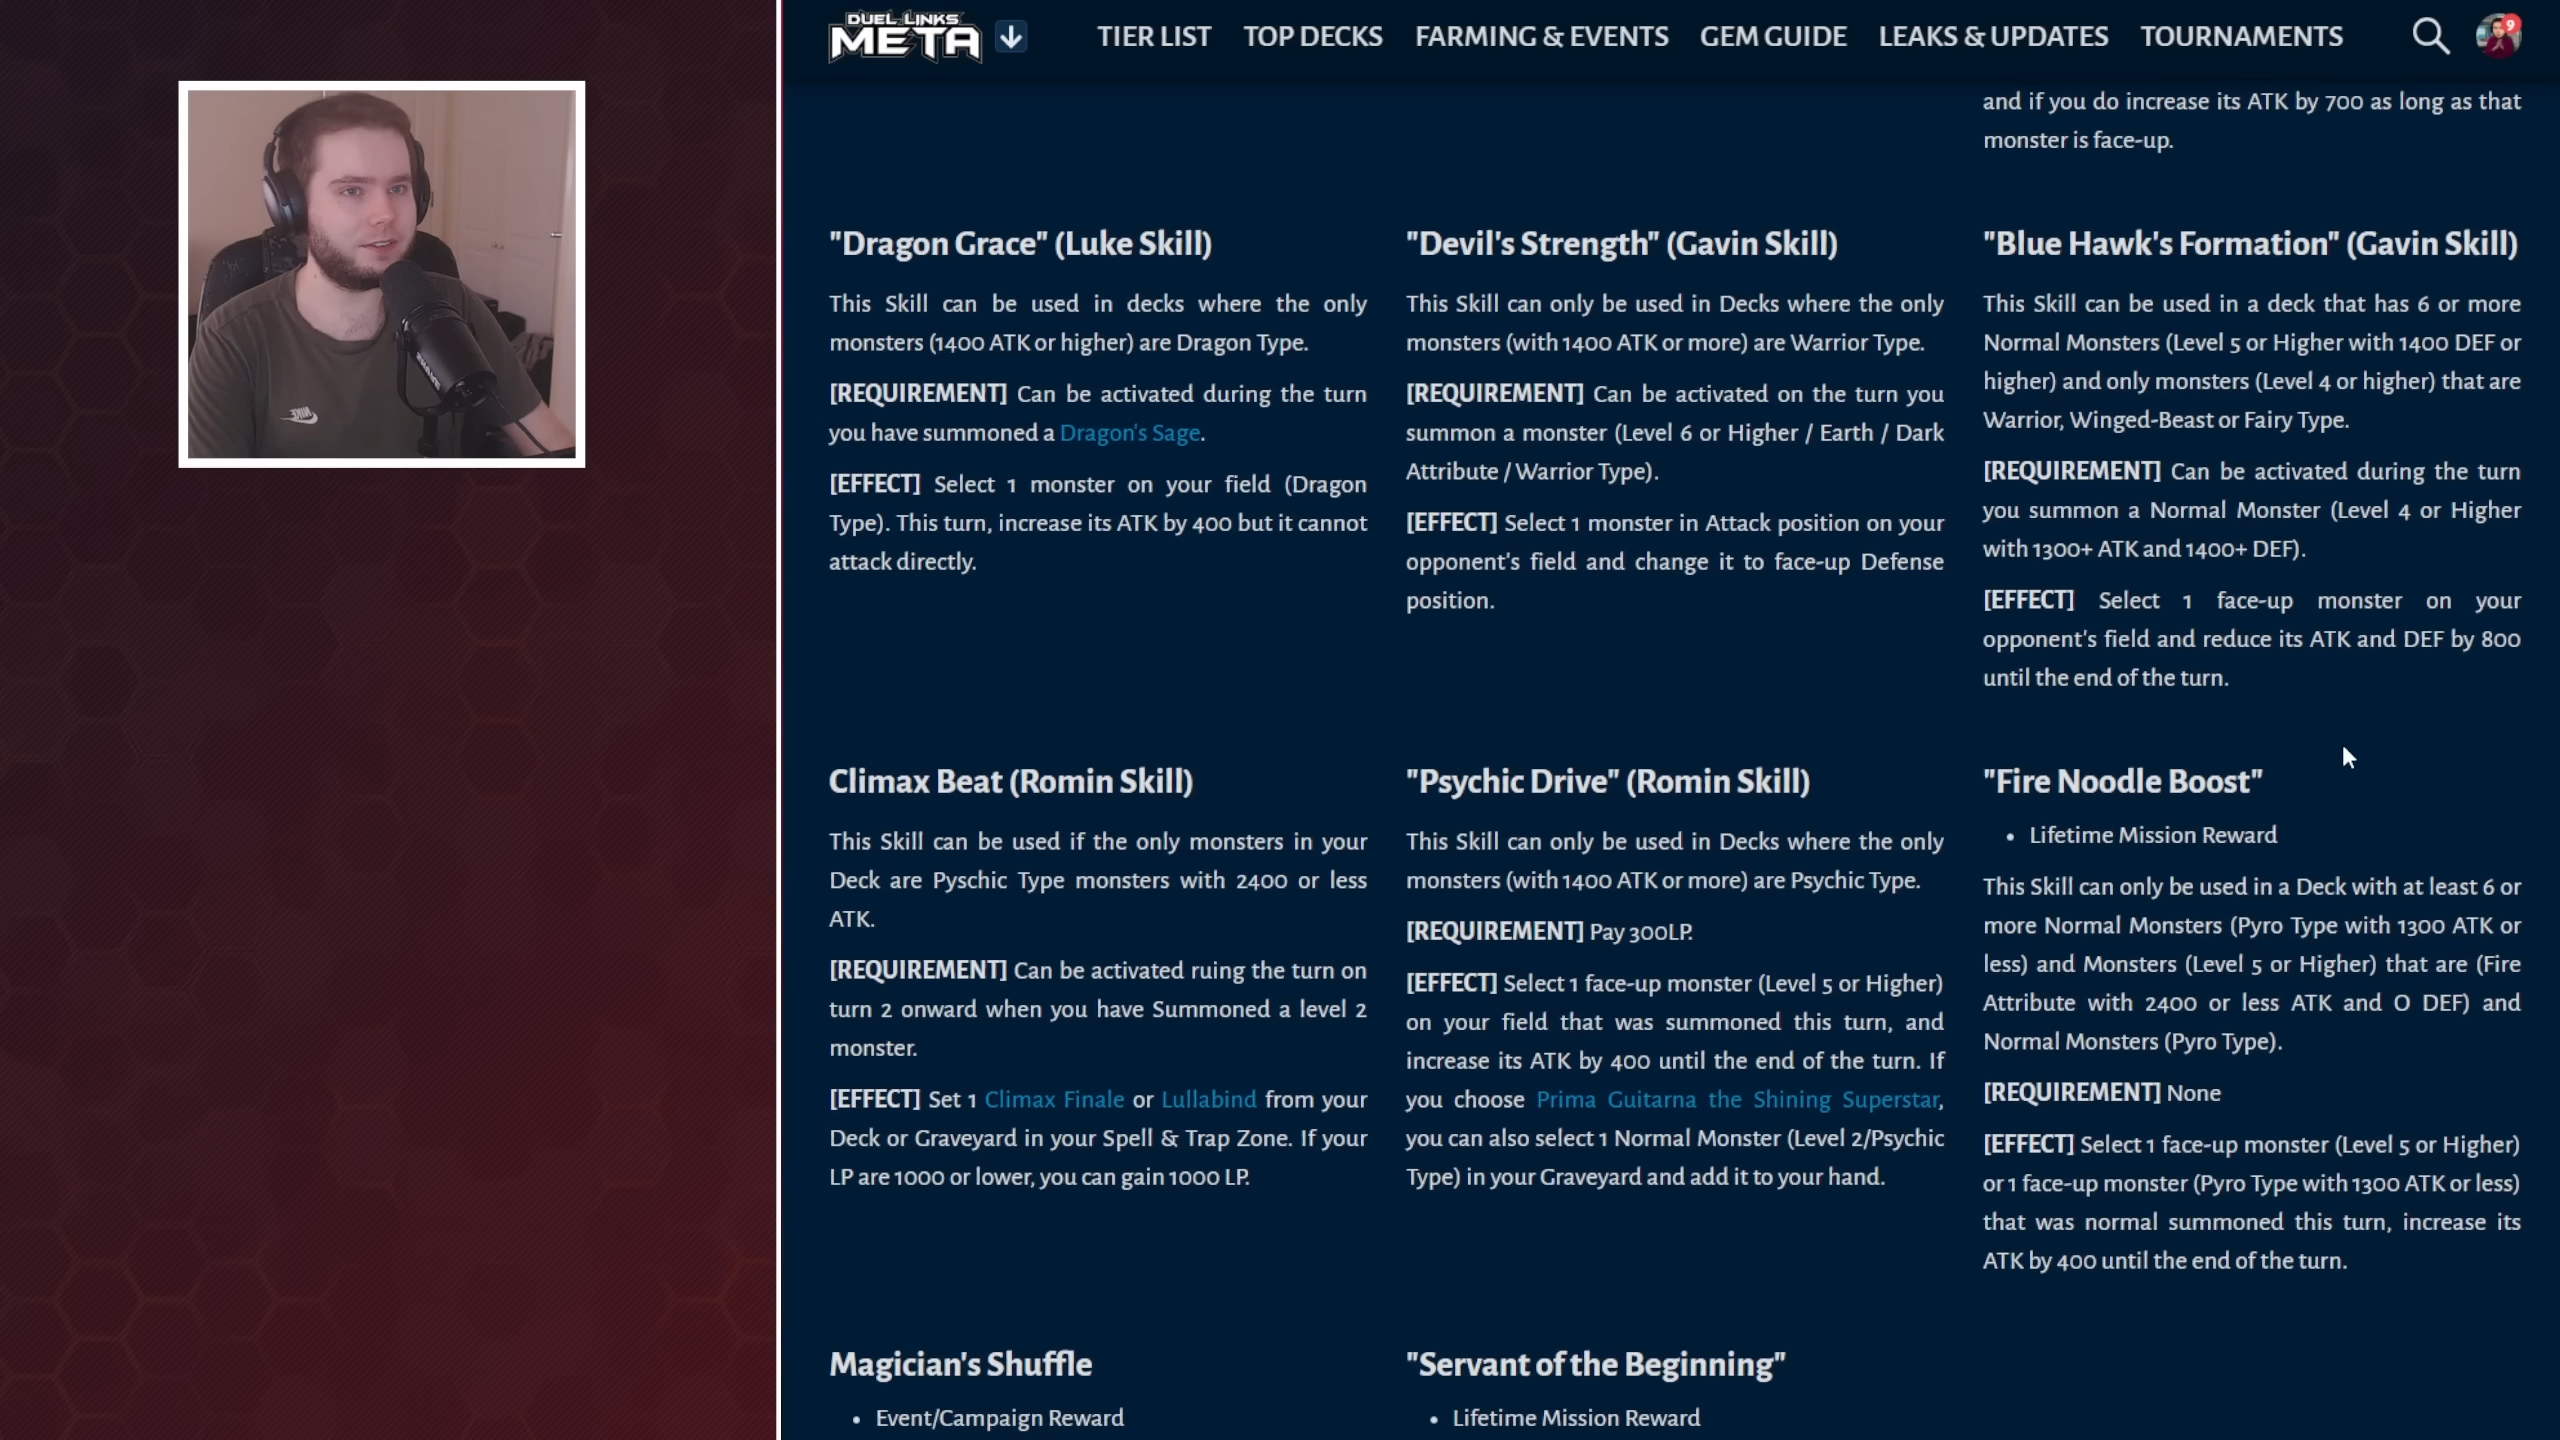 DUEL LINKS
META
TIER LIST
TOP DECKS
FARMING & EVENTS
GEM GUIDE
LEAKS & UPDATES
TOURNAMENTS
9
and if you do increase its ATK by 700 as long as that
monster is face-up.
"Dragon Grace" (Luke Skill)
This Skill can be used in decks where the only
monsters (1400 ATK or higher) are Dragon Type.
[REQUIREMENT] Can be activated during the turn
you have summoned a Dragon's Sage.
[EFFECT] Select 1 monster on your field (Dragon
Type). This turn, increase its ATK by 400 but it cannot
attack directly.
"Devil's Strength" (Gavin Skill)
This Skill can only be used in Decks where the only
monsters (with 1400 ATK or more) are Warrior Type.
[REQUIREMENT] Can be activated on the turn you
summon a monster (Level 6 or Higher / Earth / Dark
Attribute / Warrior Type).
[EFFECT] Select 1 monster in Attack position on your
opponent's field and change it to face-up Defense
position.
"Blue Hawk's Formation" (Gavin Skill)
This Skill can be used in a deck that has 6 or more
Normal Monsters (Level 5 or Higher with 1400 DEF or
higher) and only monsters (Level 4 or higher) that are
Warrior, Winged-Beast or Fairy Type.
[REQUIREMENT] Can be activated during the turn
you summon a Normal Monster (Level 4 or Higher
with 1300+ ATK and 1400+ DEF).
[EFFECT] Select 1 face-up monster on your
opponent's field and reduce its ATK and DEF by 800
until the end of the turn.
Climax Beat (Romin Skill)
This Skill can be used if the only monsters in your
Deck are Pyschic Type monsters with 2400 or less
ATK.
[REQUIREMENT] Can be activated ruing the turn on
turn 2 onward when you have Summoned a level 2
monster.
[EFFECT] Set 1 Climax Finale or Lullabind from your
Deck or Graveyard in your Spell & Trap Zone. If your
LP are 1000 or lower, you can gain 1000 LP.
"Psychic Drive" (Romin Skill)
This Skill can only be used in Decks where the only
monsters (with 1400 ATK or more) are Psychic Type.
[REQUIREMENT] Pay 300LP.
[EFFECT] Select 1 face-up monster (Level 5 or Higher)
on your field that was summoned this turn, and
increase its ATK by 400 until the end of the turn. If
you choose Prima Guitarna the Shining Superstar,
you can also select 1 Normal Monster (Level 2/Psychic
Type) in your Graveyard and add it to your hand.
"Fire Noodle Boost"
• Lifetime Mission Reward
This Skill can only be used in a Deck with at least 6 or
more Normal Monsters (Pyro Type with 1300 ATK or
less) and Monsters (Level 5 or Higher) that are (Fire
Attribute with 2400 or less ATK and O DEF) and
Normal Monsters (Pyro Type).
[REQUIREMENT] None
[EFFECT] Select 1 face-up monster (Level 5 or Higher)
or 1 face-up monster (Pyro Type with 1300 ATK or less)
that was normal summoned this turn, increase its
ATK by 400 until the end of the turn.
Magician's Shuffle
• Event/Campaign Reward
"Servant of the Beginning"
• Lifetime Mission Reward